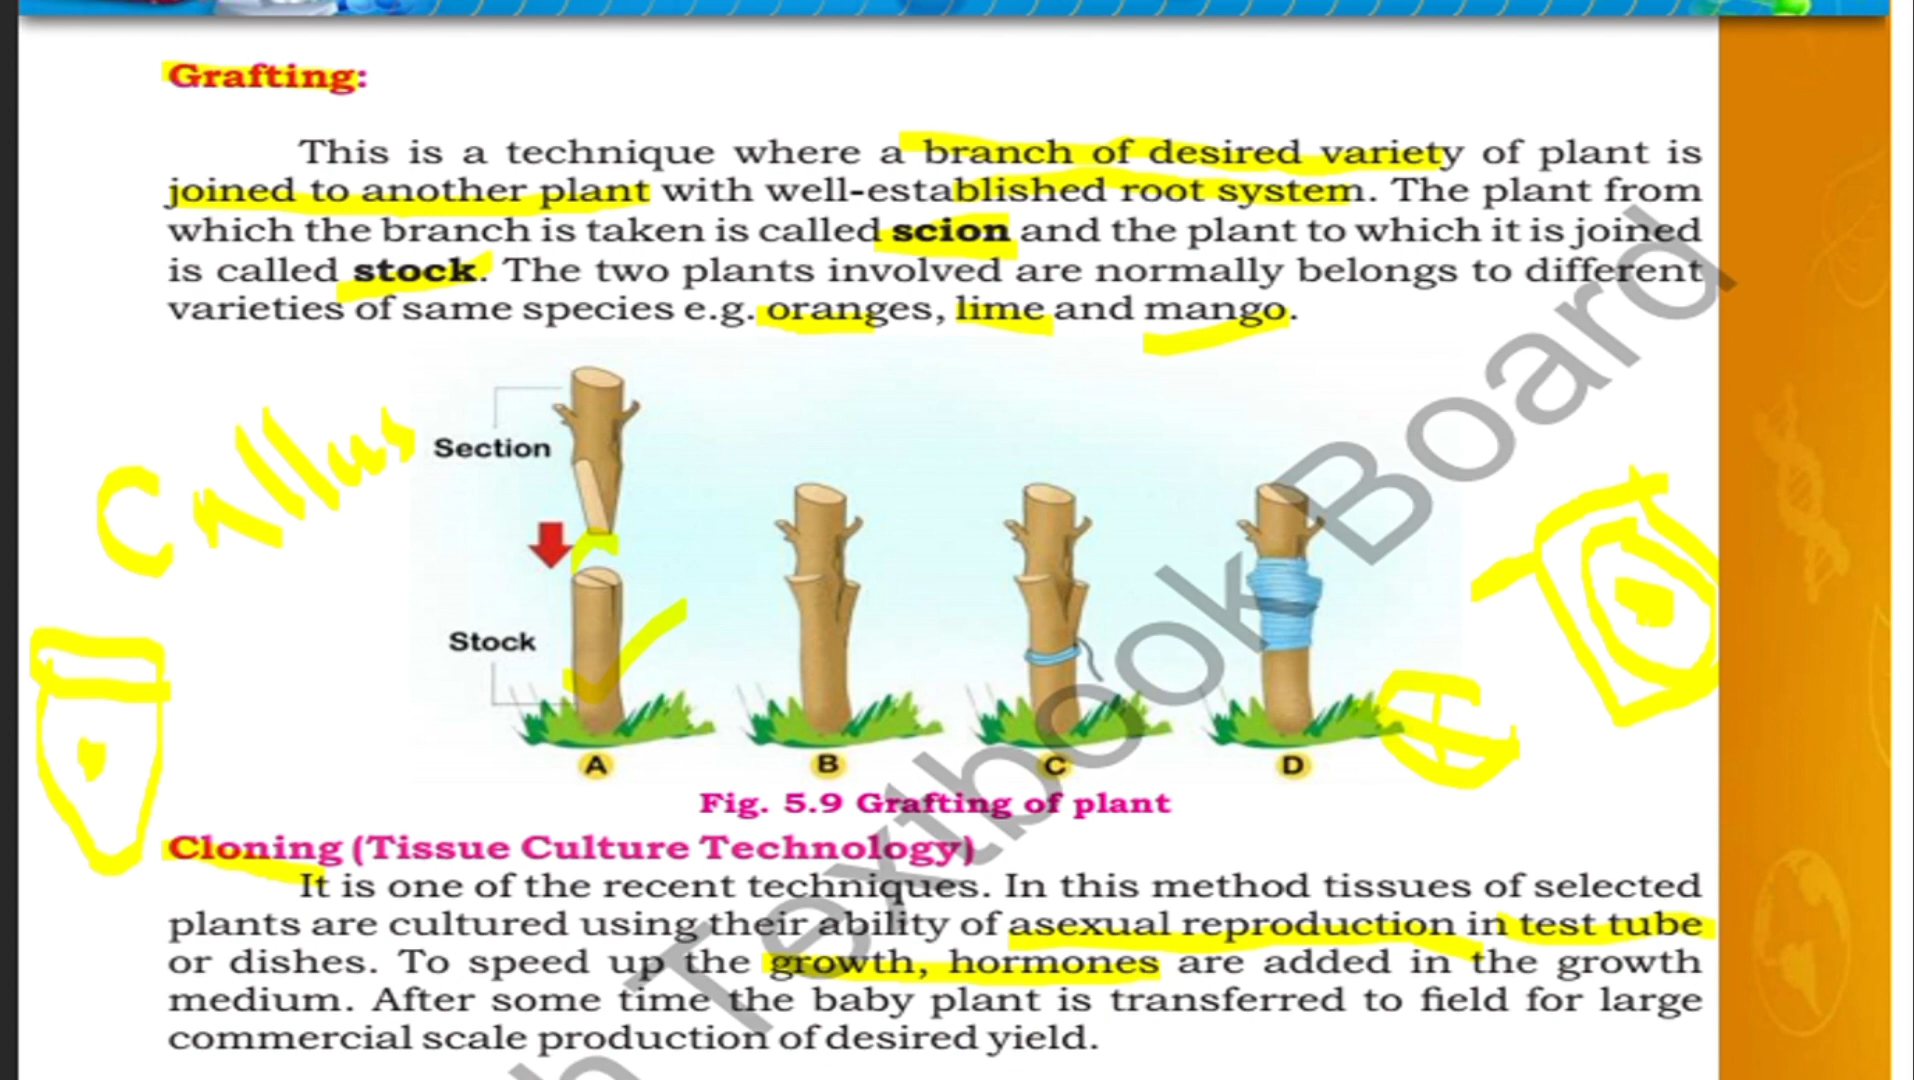 Grafting:
This is a technique where a branch of desired variety of plant is
joined to another plant with well-established root system. The plant from
which the branch is taken is called scion and the plant to which it is joined
is called stock. The two plants involved are normally belongs to different
varieties of same species e.g. oranges, lime and mango.
Callus
Section
Stock
A B C D
Fig. 5.9 Grafting of plant
Cloning (Tissue Culture Technology)
It is one of the recent techniques. In this method tissues of selected
plants are cultured using their ability of asexual reproduction in test tube
or dishes. To speed up the growth, hormones are added in the growth
medium. After some time the baby plant is transferred to field for large
commercial scale production of desired yield.
Textbook Board